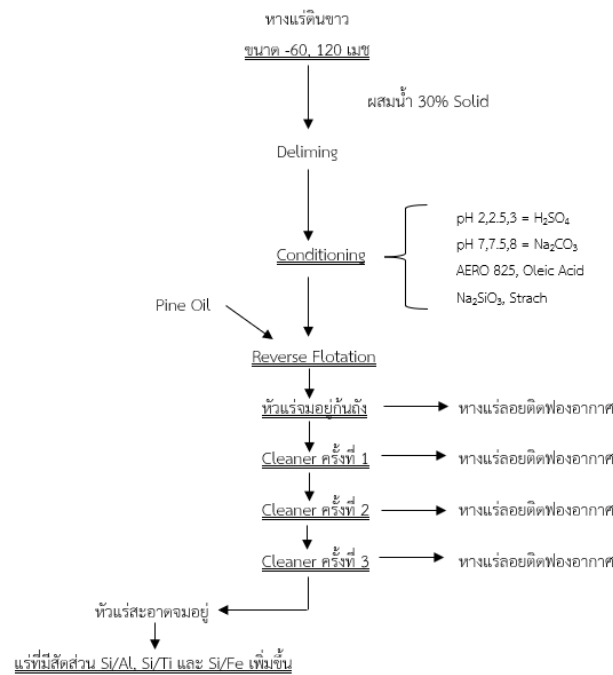 หางแร่ดินขาว
ขนาด -60, 120 เมช
ผสมน้ำ 30% Solid
Deliming
Conditioning
pH 2,2.5,3 = H₂SO₄
pH 7,7.5,8 = Na₂CO₃
AERO 825, Oleic Acid
Na₂SiO₃, Strach
Pine Oil
Reverse Flotation
หัวแร่จมอยู่ก้นถัง
หางแร่ลอยติดฟองอากาศ
Cleaner ครั้งที่ 1
หางแร่ลอยติดฟองอากาศ
Cleaner ครั้งที่ 2
หางแร่ลอยติดฟองอากาศ
Cleaner ครั้งที่ 3
หางแร่ลอยติดฟองอากาศ
หัวแร่สะอาดจมอยู่
แร่ที่มีสัดส่วน Si/Al, Si/Ti และ Si/Fe เพิ่มขึ้น